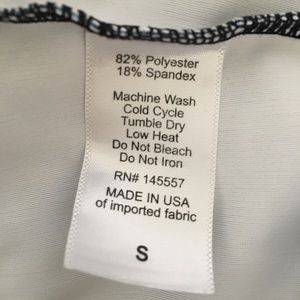 82% Polyester
18% Spandex
Machine Wash
Cold Cycle
Tumble Dry
Low Heat
Do Not Bleach
Do Not Iron
RN# 145557
MADE IN USA
of imported fabric
S